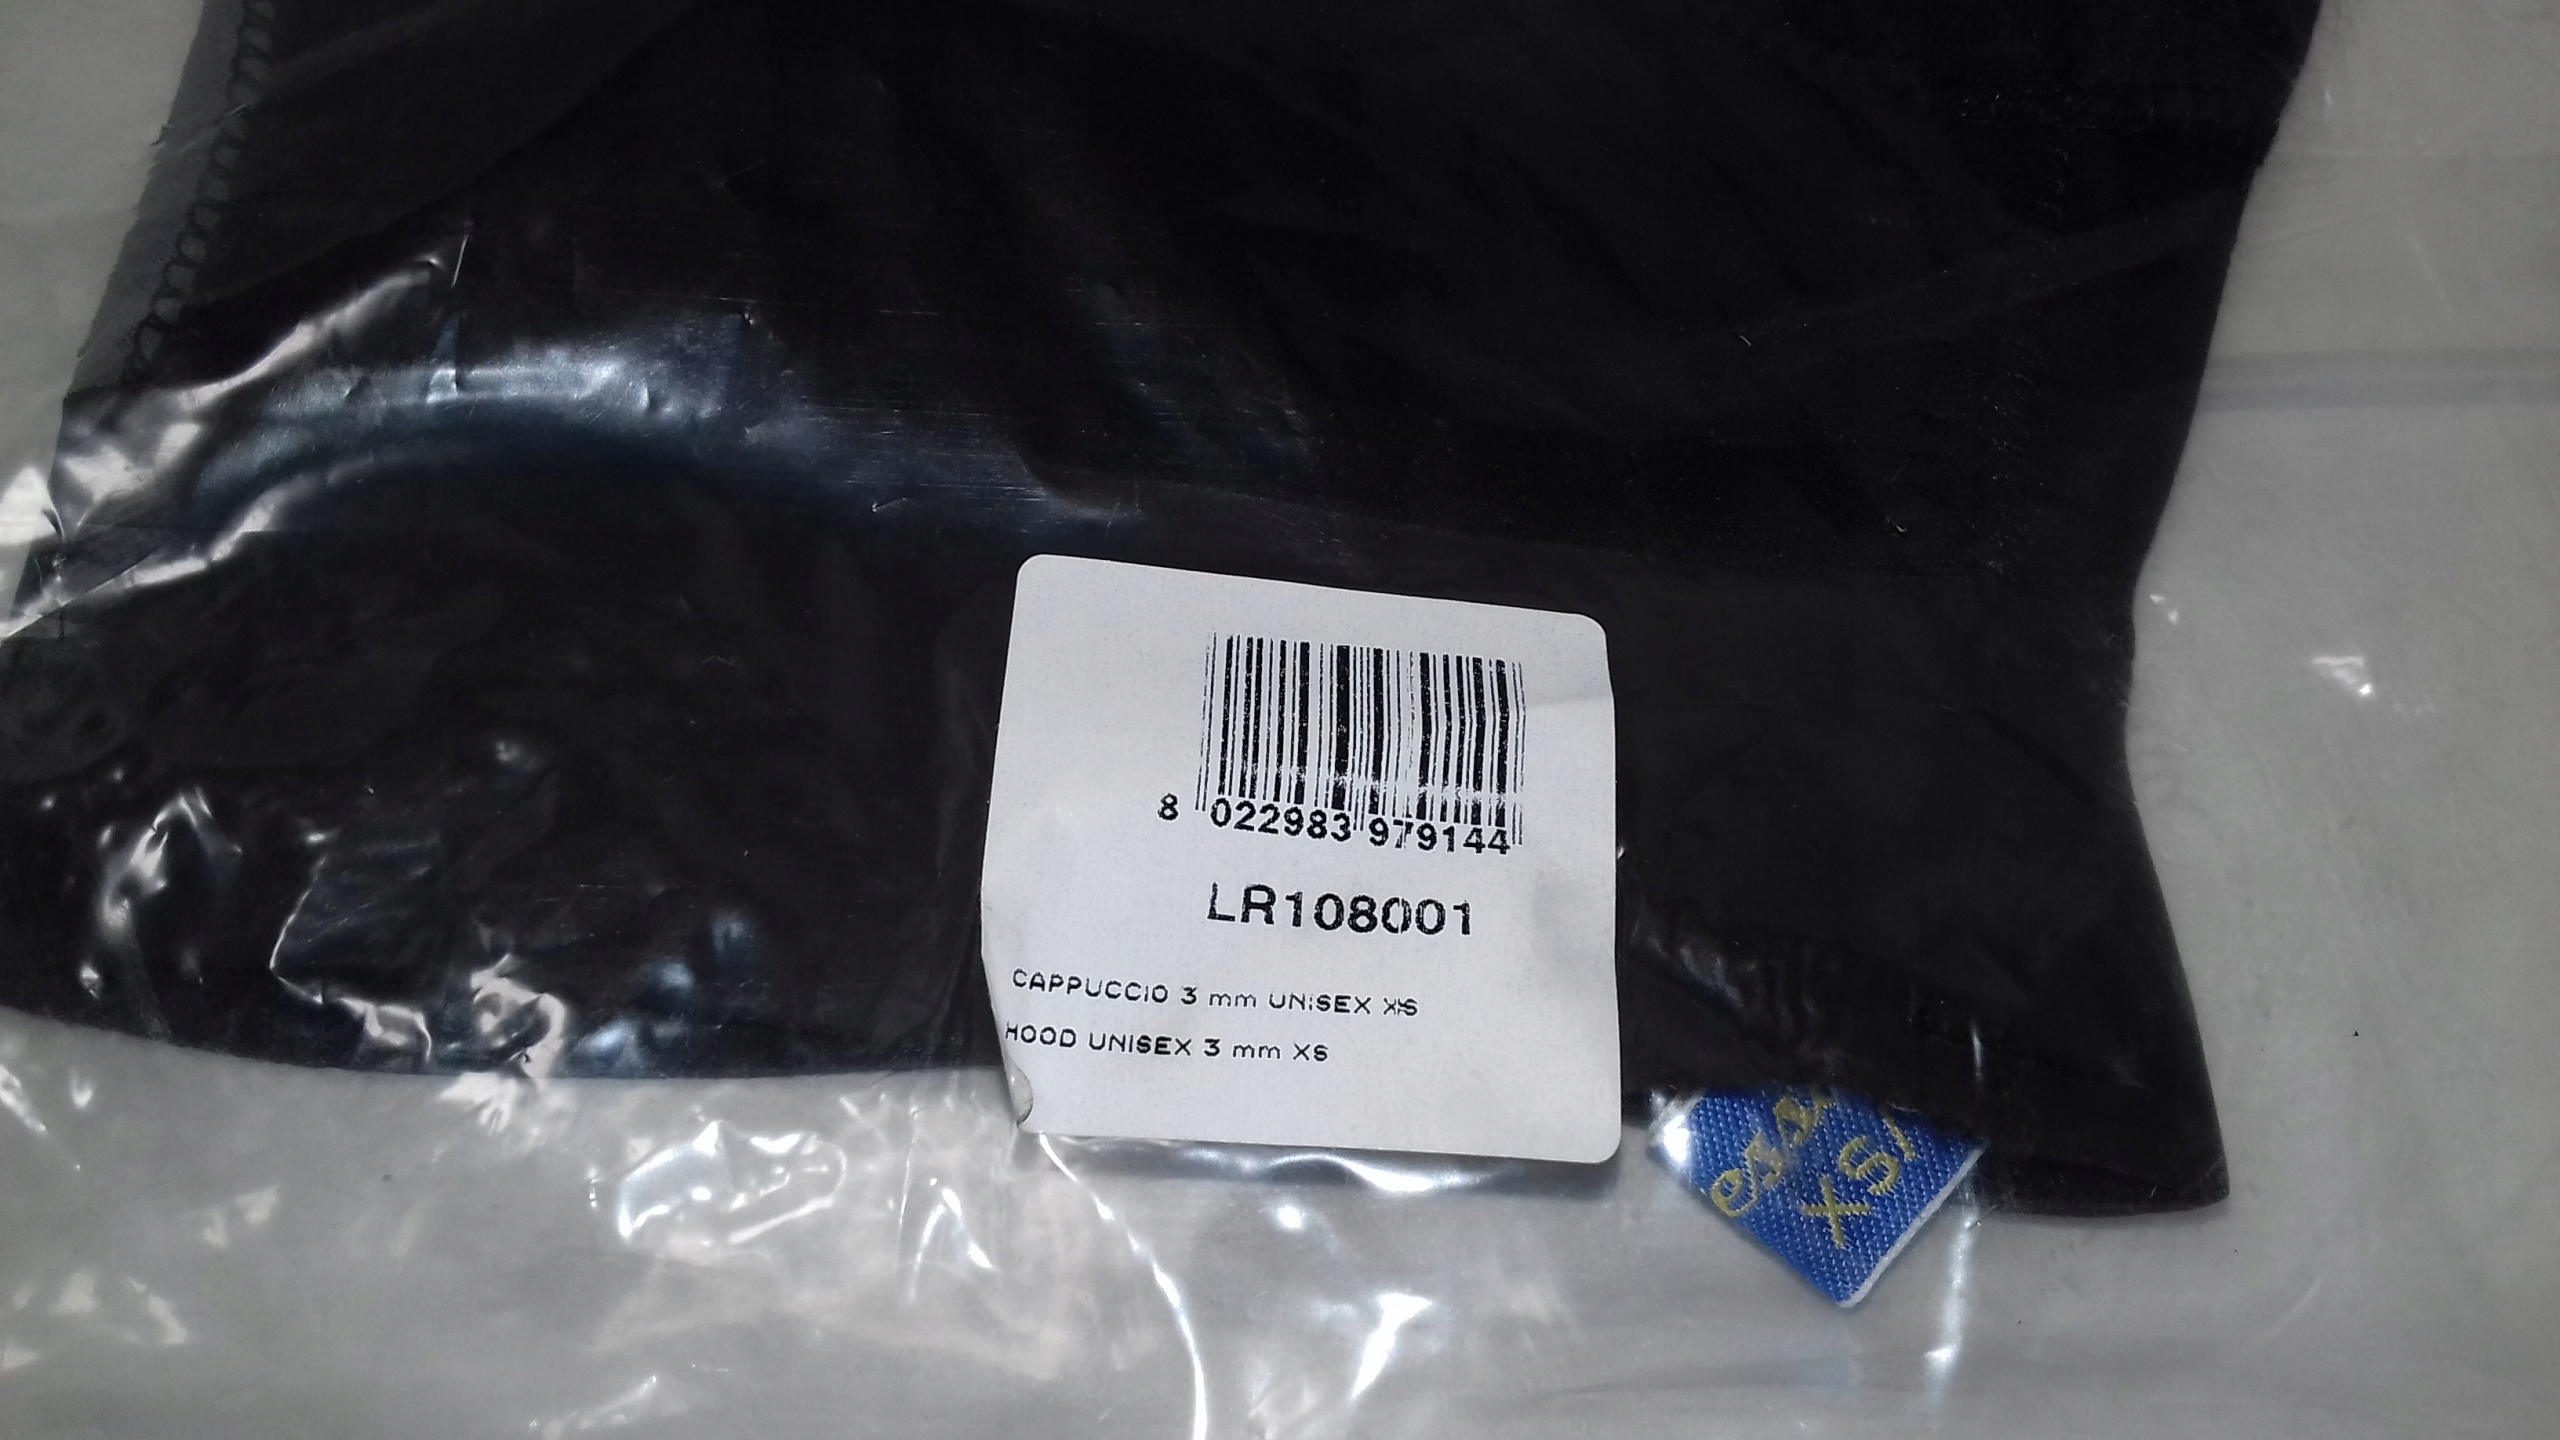 8 022983 979144
LR108001
CAPPUCCIO 3 mm UNISEX XS
HOOD UNISEX 3 mm XS
XS